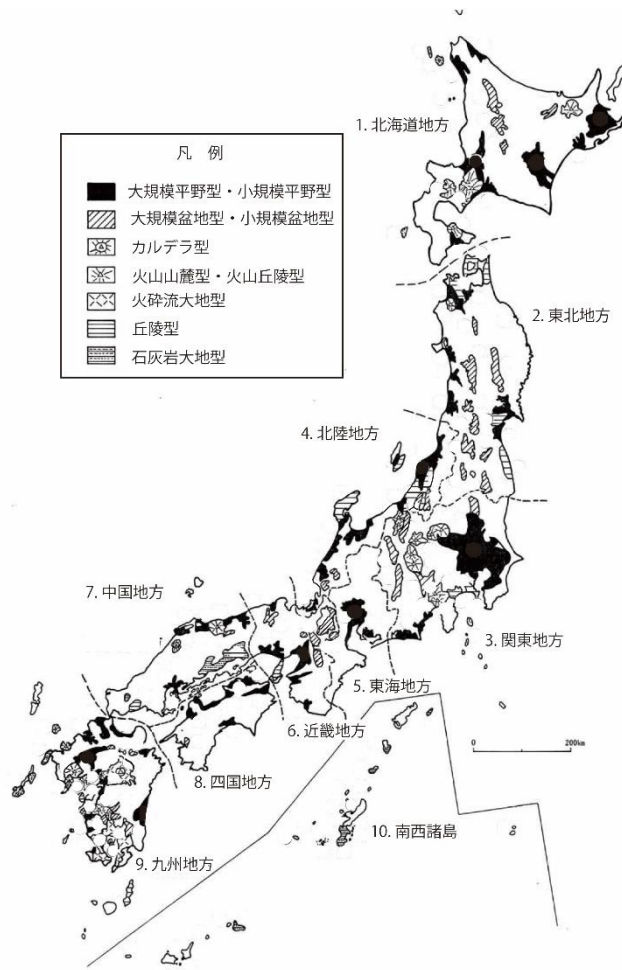 1. 北海道地方
凡 例
大規模平野型・小規模平野型
大規模盆地型・小規模盆地型
カルデラ型
火山山麓型・火山丘陵型
火砕流大地型
丘陵型
石灰岩大地型
2. 東北地方
4. 北陸地方
7. 中国地方
3. 関東地方
5. 東海地方
6. 近畿地方
0 200km
8. 四国地方
10. 南西諸島
9. 九州地方